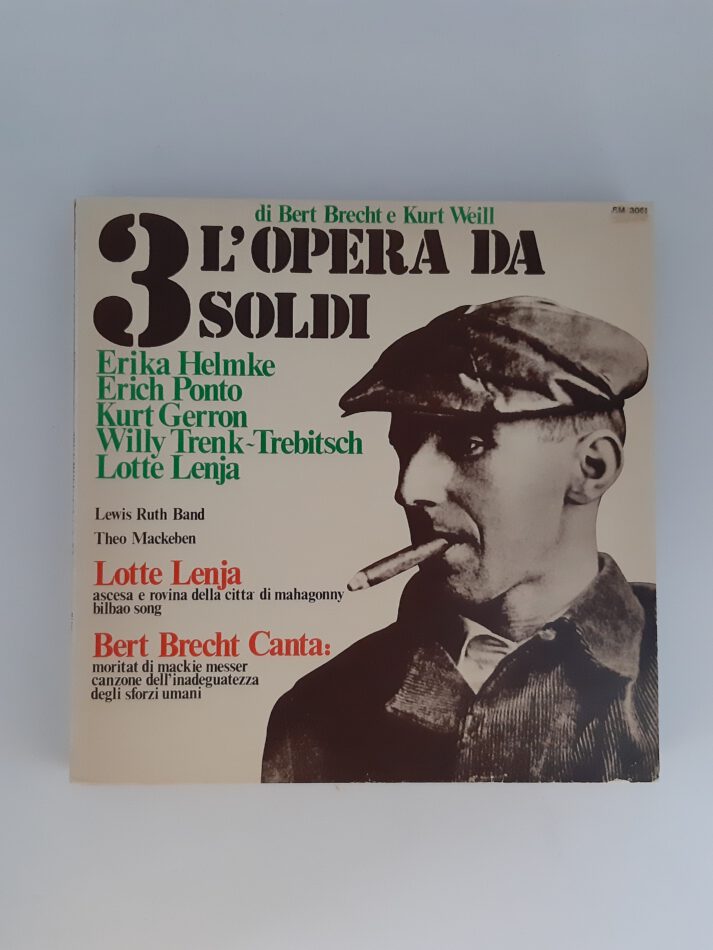 di Bert Brecht e Kurt Weill
3 L'OPERA DA
SOLDI
Erika Helmke
Erich Ponto
Kurt Gerron
Willy Trenk-Trebitsch
Lotte Lenja
Lewis Ruth Band
Theo Mackeben
Lotte Lenja
ascesa e rovina della citta' di mahagonny
bilbao song
Bert Brecht Canta:
moritat di mackie messer
canzone dell'inadeguatezza
degli sforzi umani